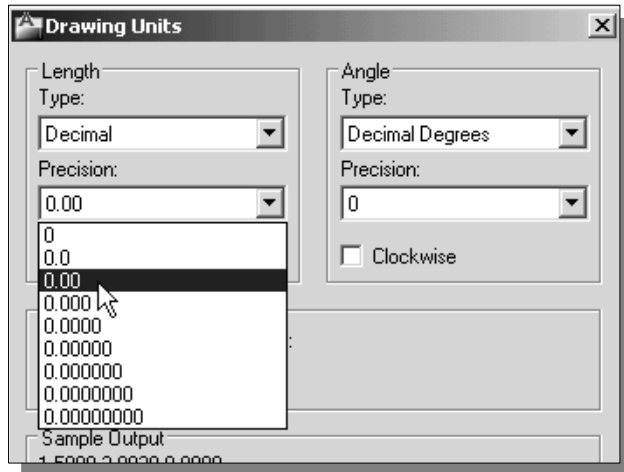 Drawing Units
Length
Type:
Decimal
Precision:
0.00
0
0.0
0.00
0.000
0.0000
0.00000
0.000000
0.0000000
0.00000000
Angle
Type:
Decimal Degrees
Precision:
0
Clockwise
:
Sample Output